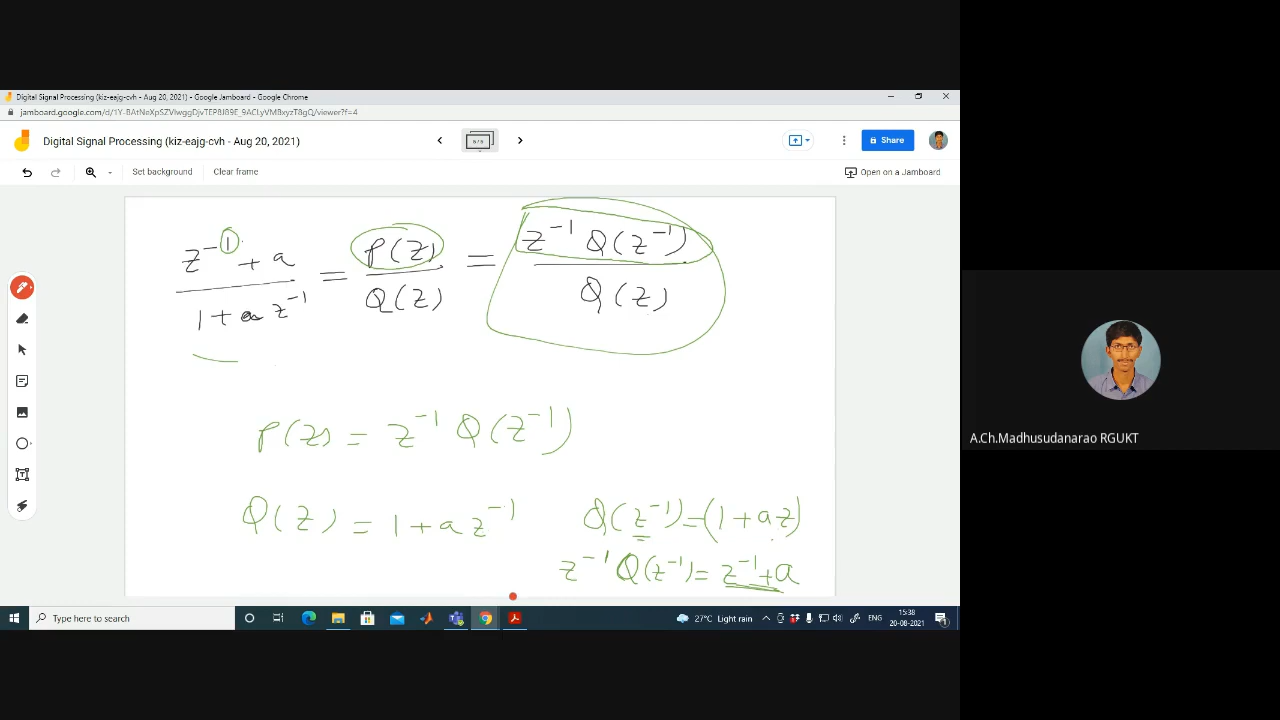 Digital Signal Processing (kiz-eajg-cvh - Aug 20, 2021) - Google Jamboard - Google Chrome
Digital Signal Processing (kiz-eajg-cvh - Aug 20, 2021)
Share
Set background
Clear frame
Open on a Jamboard
z⁻¹ + a / 1 + a z⁻¹ = P(z) / Q(z) = z⁻¹ Q(z⁻¹) / Q(z)
P(z) = z⁻¹ Q(z⁻¹)
Q(z) = 1 + a z⁻¹
Q(z⁻¹) = (1 + az)
z⁻¹ Q(z⁻¹) = z⁻¹ + a
A.Ch.Madhusudanarao RGUKT
Type here to search
27°C Light rain
ENG
15:38
20-08-2021